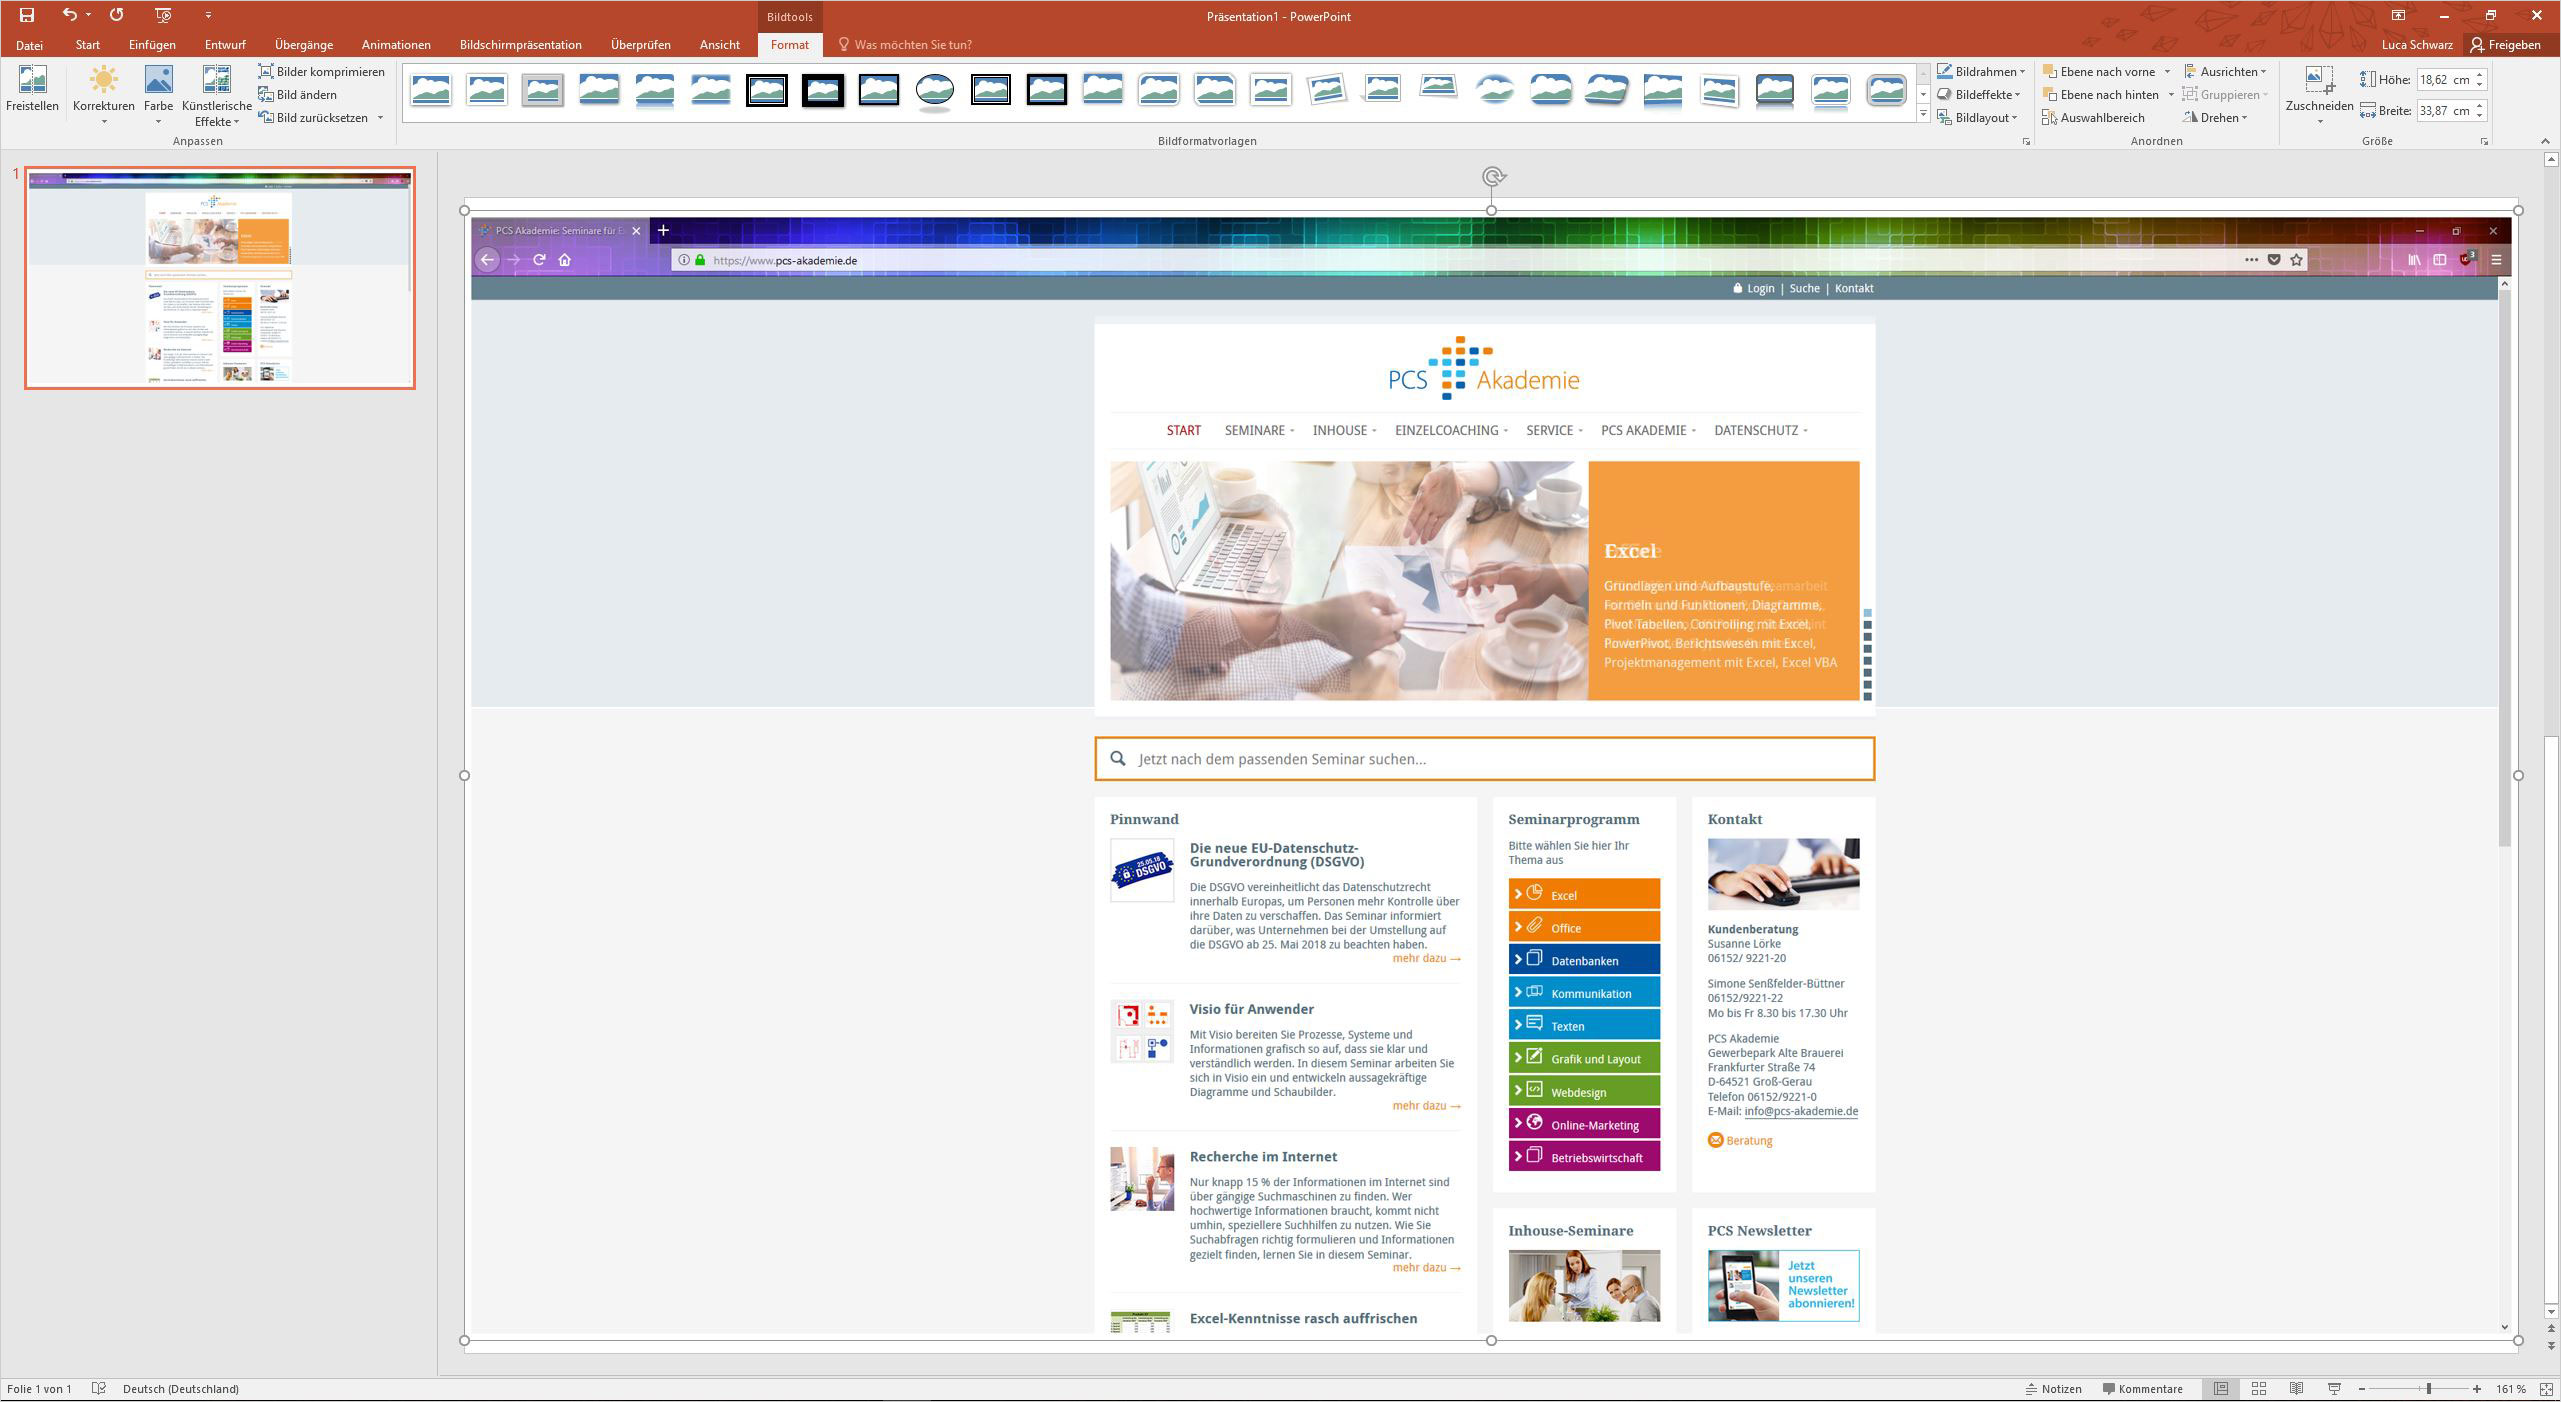 Bildtools
Präsentation1 - PowerPoint
Datei Start Einfügen Entwurf Übergänge Animationen Bildschirmpräsentation Überprüfen Ansicht Format Was möchten Sie tun? Luca Schwarz Freigeben
Freistellen
Korrekturen
Farbe
Künstlerische
Effekte
Bilder komprimieren
Bild ändern
Bild zurücksetzen
Anpassen
Bildformatvorlagen
Bildrahmen
Bildeffekte
Bildlayout
Ebene nach vorne
Ebene nach hinten
Auswahlbereich
Ausrichten
Gruppieren
Drehen
Anordnen
Zuschneiden
Höhe: 18,62 cm
Breite: 33,87 cm
Größe
1
PCS Akademie: Seminare für
https://www.pcs-akademie.de
3
Login | Suche | Kontakt
PCS Akademie
START SEMINARE INHOUSE EINZELCOACHING SERVICE PCS AKADEMIE DATENSCHUTZ
Excel
Grundlagen und Aufbaustufe,
Formeln und Funktionen, Diagramme,
Pivot Tabellen, Controlling mit Excel,
PowerPivot, Berichtswesen mit Excel,
Projektmanagement mit Excel, Excel VBA
Jetzt nach dem passenden Seminar suchen...
Pinnwand
25.05.18
DSGVO
Die neue EU-Datenschutz-
Grundverordnung (DSGVO)
Die DSGVO vereinheitlicht das Datenschutzrecht
innerhalb Europas, um Personen mehr Kontrolle über
ihre Daten zu verschaffen. Das Seminar informiert
darüber, was Unternehmen bei der Umstellung auf
die DSGVO ab 25. Mai 2018 zu beachten haben.
mehr dazu →
Visio für Anwender
Mit Visio bereiten Sie Prozesse, Systeme und
Informationen grafisch so auf, dass sie klar und
verständlich werden. In diesem Seminar arbeiten Sie
sich in Visio ein und entwickeln aussagekräftige
Diagramme und Schaubilder.
mehr dazu →
Recherche im Internet
Nur knapp 15 % der Informationen im Internet sind
über gängige Suchmaschinen zu finden. Wer
hochwertige Informationen braucht, kommt nicht
umhin, speziellere Suchhilfen zu nutzen. Wie Sie
Suchabfragen richtig formulieren und Informationen
gezielt finden, lernen Sie in diesem Seminar.
mehr dazu →
Excel-Kenntnisse rasch auffrischen
Seminarprogramm
Bitte wählen Sie hier Ihr
Thema aus
Excel
Office
Datenbanken
Kommunikation
Texten
Grafik und Layout
Webdesign
Online-Marketing
Betriebswirtschaft
Inhouse-Seminare
Kontakt
Kundenberatung
Susanne Lörke
06152/ 9221-20
Simone Senßfelder-Büttner
06152/9221-22
Mo bis Fr 8.30 bis 17.30 Uhr
PCS Akademie
Gewerbepark Alte Brauerei
Frankfurter Straße 74
D-64521 Groß-Gerau
Telefon 06152/9221-0
E-Mail: info@pcs-akademie.de
Beratung
PCS Newsletter
Jetzt
unseren
Newsletter
abonnieren!
Folie 1 von 1 Deutsch (Deutschland) Notizen Kommentare 161 %